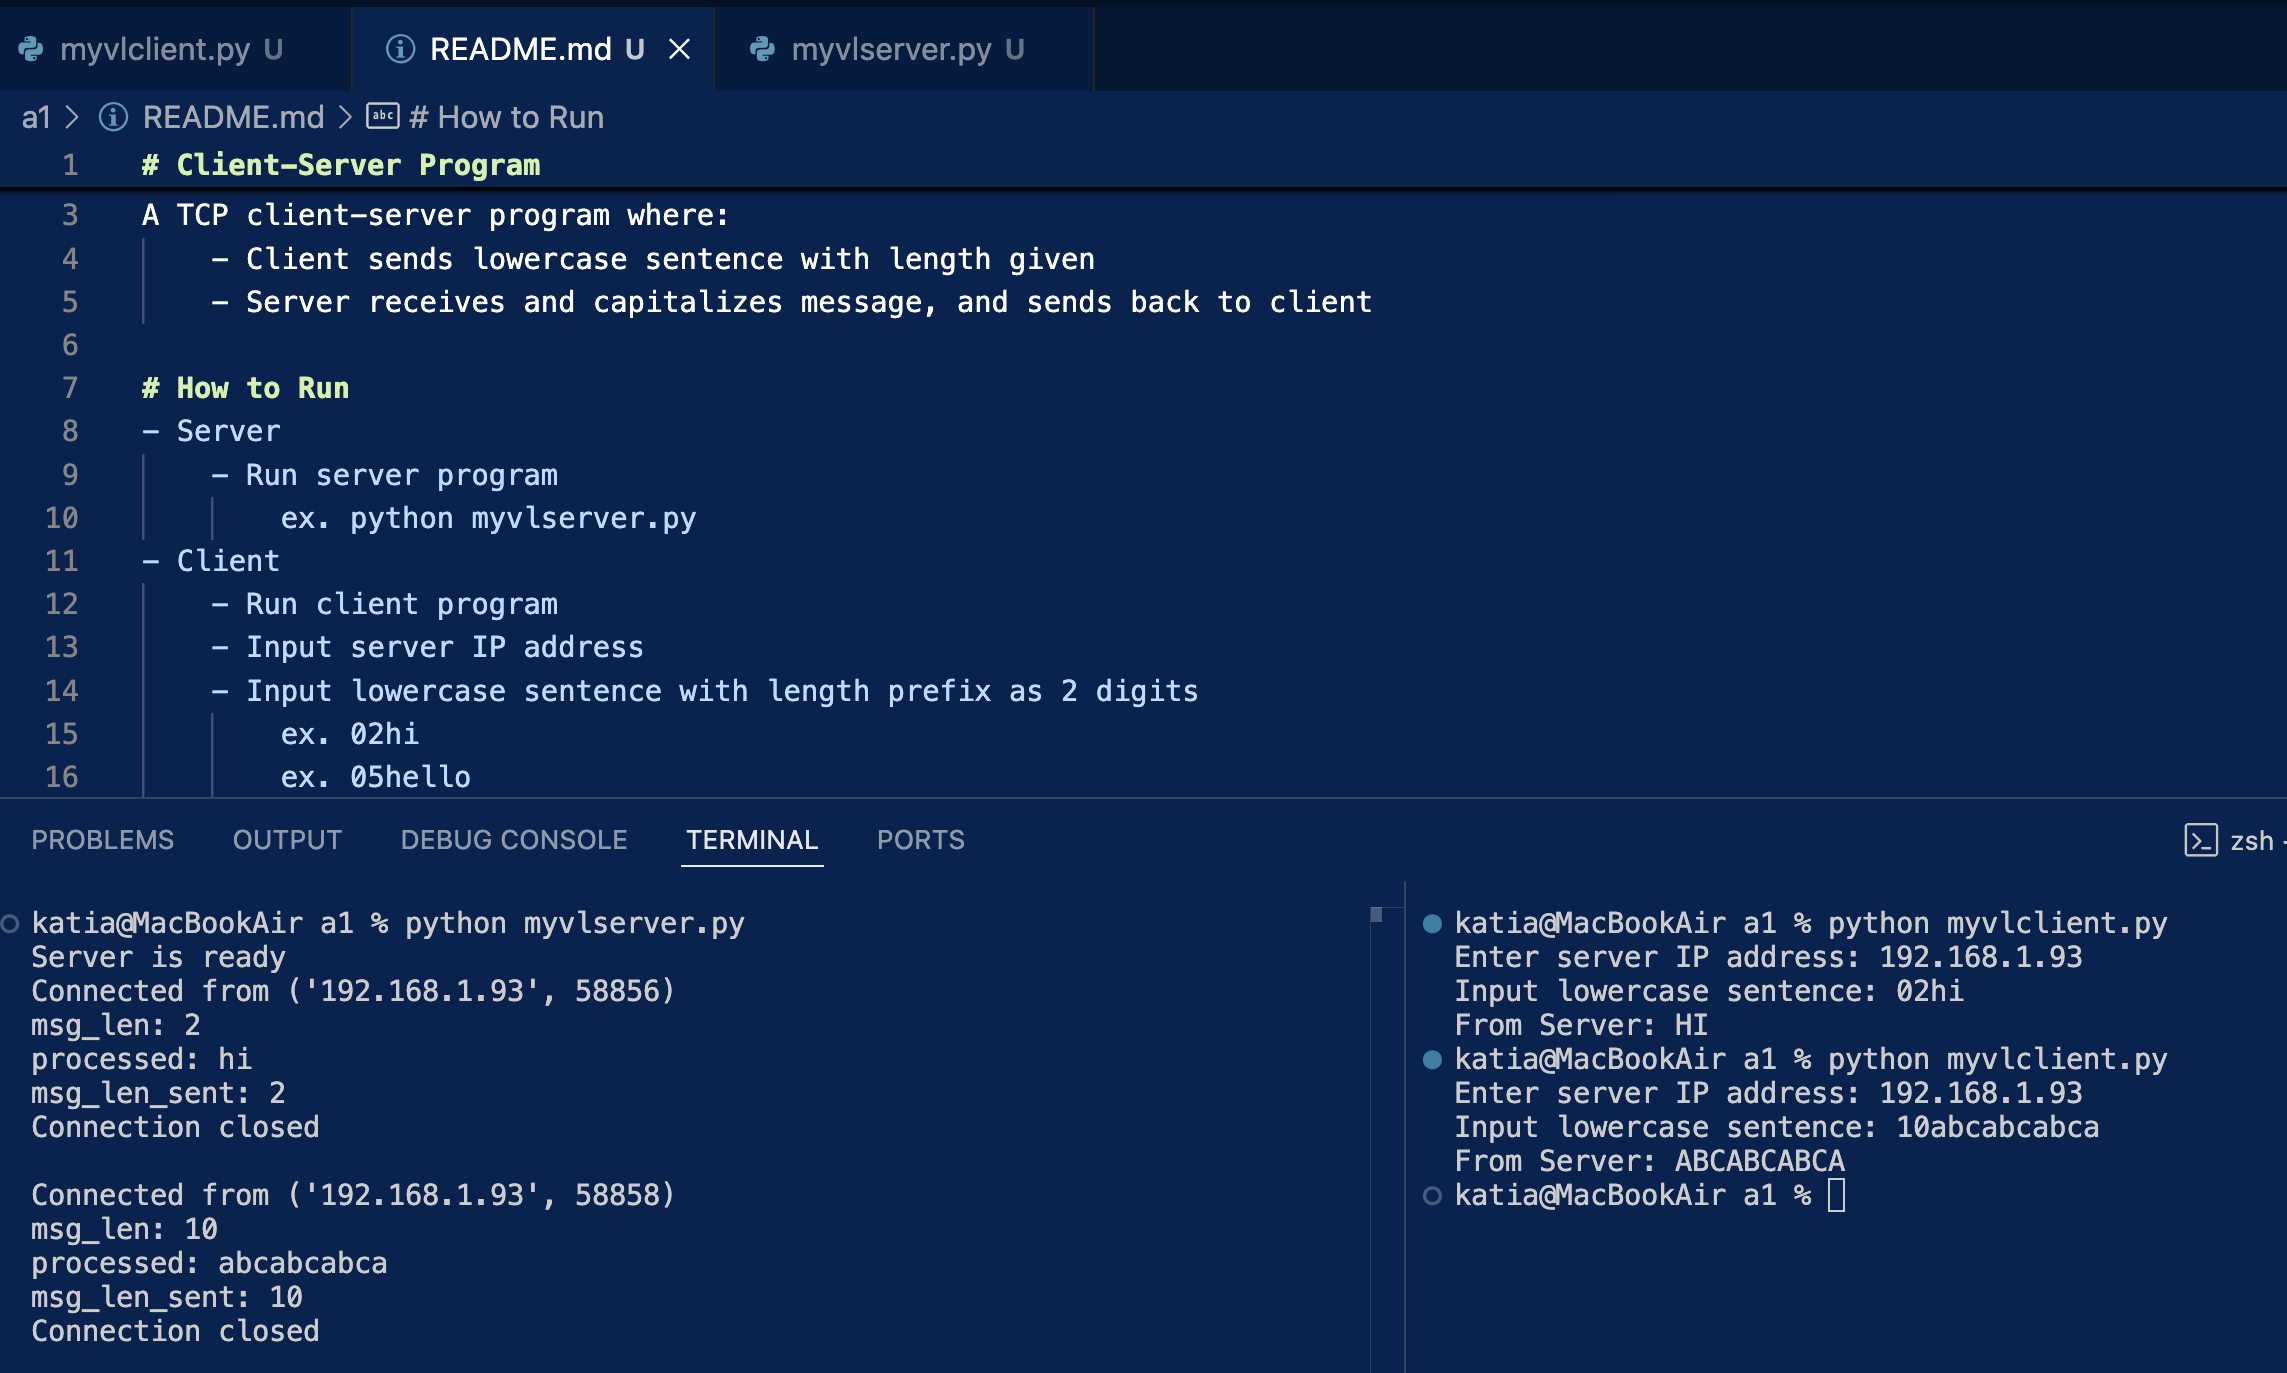 myvlclient.py U
README.md U
myvlserver.py U
a1 > README.md > abc # How to Run
1 # Client-Server Program
3 A TCP client-server program where:
4 - Client sends lowercase sentence with length given
5 - Server receives and capitalizes message, and sends back to client
6
7 # How to Run
8 - Server
9 - Run server program
10 ex. python myvlserver.py
11 - Client
12 - Run client program
13 - Input server IP address
14 - Input lowercase sentence with length prefix as 2 digits
15 ex. 02hi
16 ex. 05hello
PROBLEMS OUTPUT DEBUG CONSOLE TERMINAL PORTS
zsh -
katia@MacBookAir a1 % python myvlserver.py
Server is ready
Connected from ('192.168.1.93', 58856)
msg_len: 2
processed: hi
msg_len_sent: 2
Connection closed
Connected from ('192.168.1.93', 58858)
msg_len: 10
processed: abcabcabca
msg_len_sent: 10
Connection closed
katia@MacBookAir a1 % python myvlclient.py
Enter server IP address: 192.168.1.93
Input lowercase sentence: 02hi
From Server: HI
katia@MacBookAir a1 % python myvlclient.py
Enter server IP address: 192.168.1.93
Input lowercase sentence: 10abcabcabca
From Server: ABCABCABCA
katia@MacBookAir a1 %